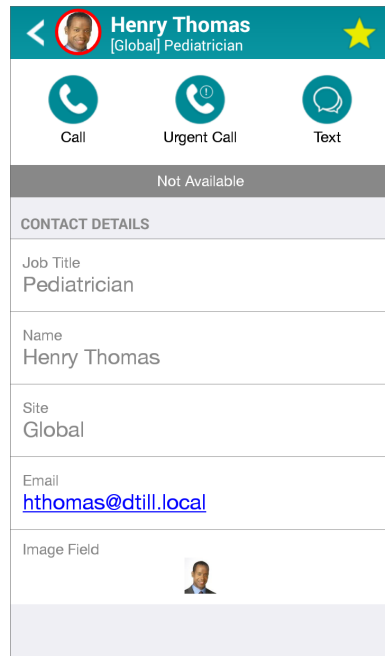 Henry Thomas
[Global] Pediatrician
Call Urgent Call Text
Not Available
CONTACT DETAILS
Job Title
Pediatrician
Name
Henry Thomas
Site
Global
Email
hthomas@dtill.local
Image Field